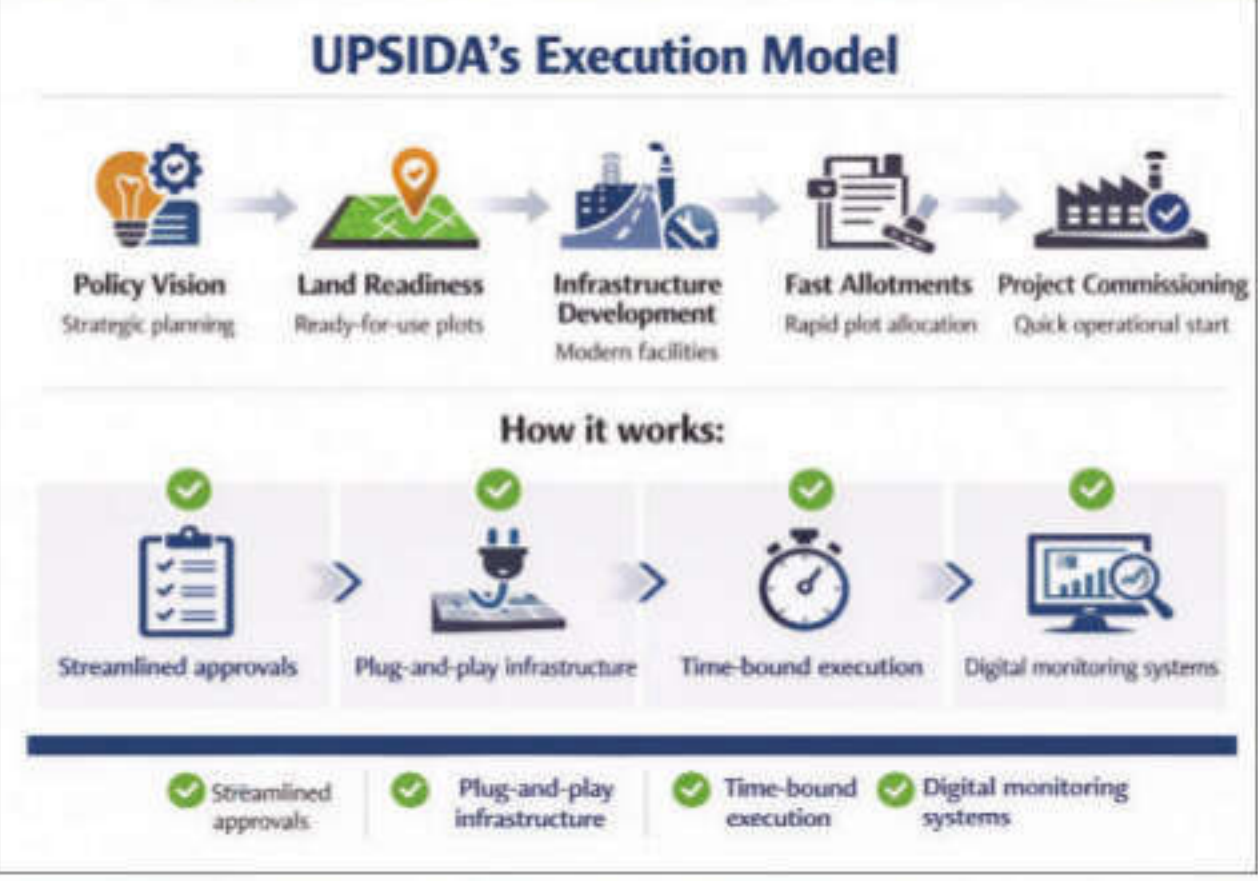 UPSIDA's Execution Model
Policy Vision
Strategic planning
Land Readiness
Ready-for-use plots
Infrastructure
Development
Modern facilities
Fast Allotments
Rapid plot allocation
Project Commissioning
Quick operational start
How it works:
Streamlined approvals
Plug-and-play infrastructure
Time-bound execution
Digital monitoring systems
Streamlined
approvals
Plug-and-play
infrastructure
Time-bound
execution
Digital monitoring
systems